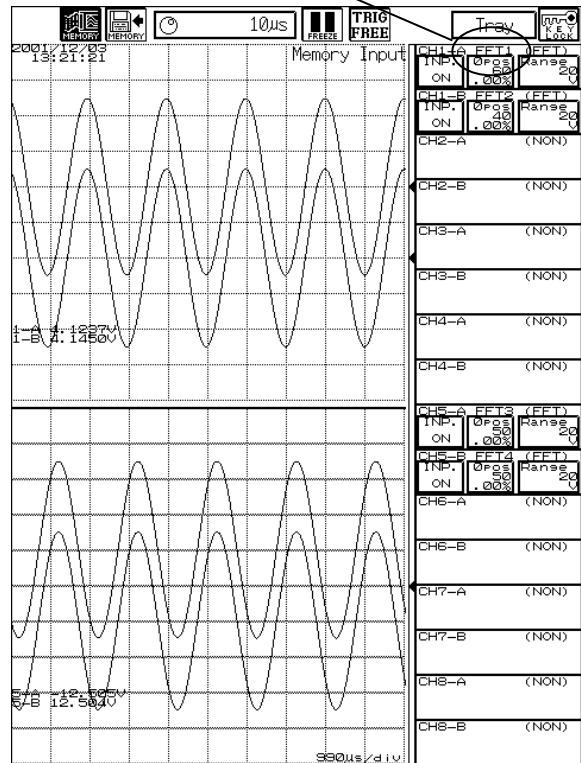 MEMORY MEMORY 10µs FREEZE TRIG FREE Tray KEY LOCK
2001/12/03 Memory Input
13:21:21
CH1-A FFT1 (FFT)
INP. ON 0pos 60.00% Range 20V
CH1-B FFT2 (FFT)
INP. ON 0pos 40.00% Range 20V
CH2-A (NON)
CH2-B (NON)
CH3-A (NON)
CH3-B (NON)
CH4-A (NON)
1-A 4.1237V
1-B 4.1450V
CH4-B (NON)
CH5-A FFT3 (FFT)
INP. ON 0pos 50.00% Range 20V
CH5-B FFT4 (FFT)
INP. ON 0pos 50.00% Range 20V
CH6-A (NON)
CH6-B (NON)
CH7-A (NON)
CH7-B (NON)
CH8-A (NON)
5-A -12.505V
5-B 12.504V
CH8-B (NON)
990µs/div